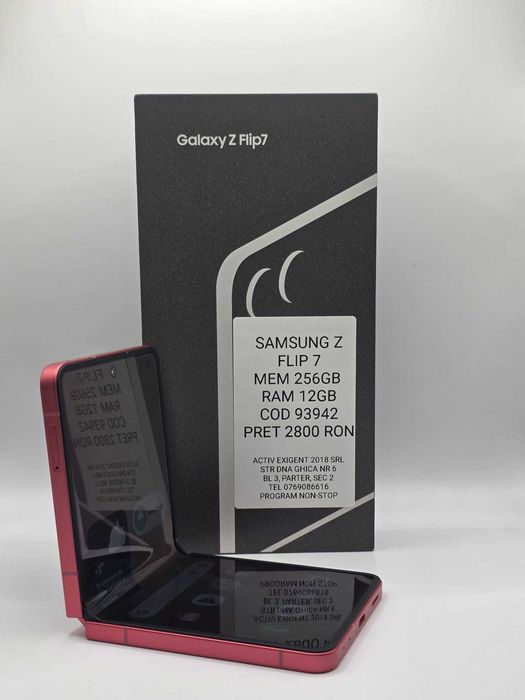 Galaxy Z Flip7
SAMSUNG Z
FLIP 7
MEM 256GB
RAM 12GB
COD 93942
PRET 2800 RON
ACTIV EXIGENT 2018 SRL
STR DNA GHICA NR 6
BL 3, PARTER, SEC 2
TEL 0769086616
PROGRAM NON-STOP